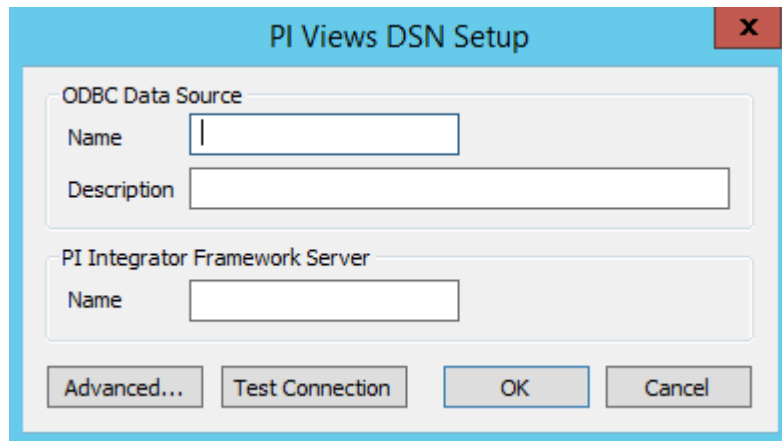 PI Views DSN Setup
x
ODBC Data Source
Name
Description
PI Integrator Framework Server
Name
Advanced... Test Connection OK Cancel